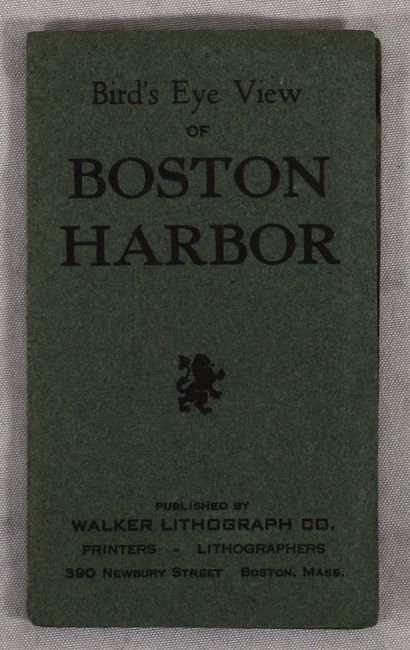 Bird's Eye View
OF
BOSTON
HARBOR
PUBLISHED BY
WALKER LITHOGRAPH CO.
PRINTERS - LITHOGRAPHERS
390 NEWBURY STREET BOSTON, MASS.